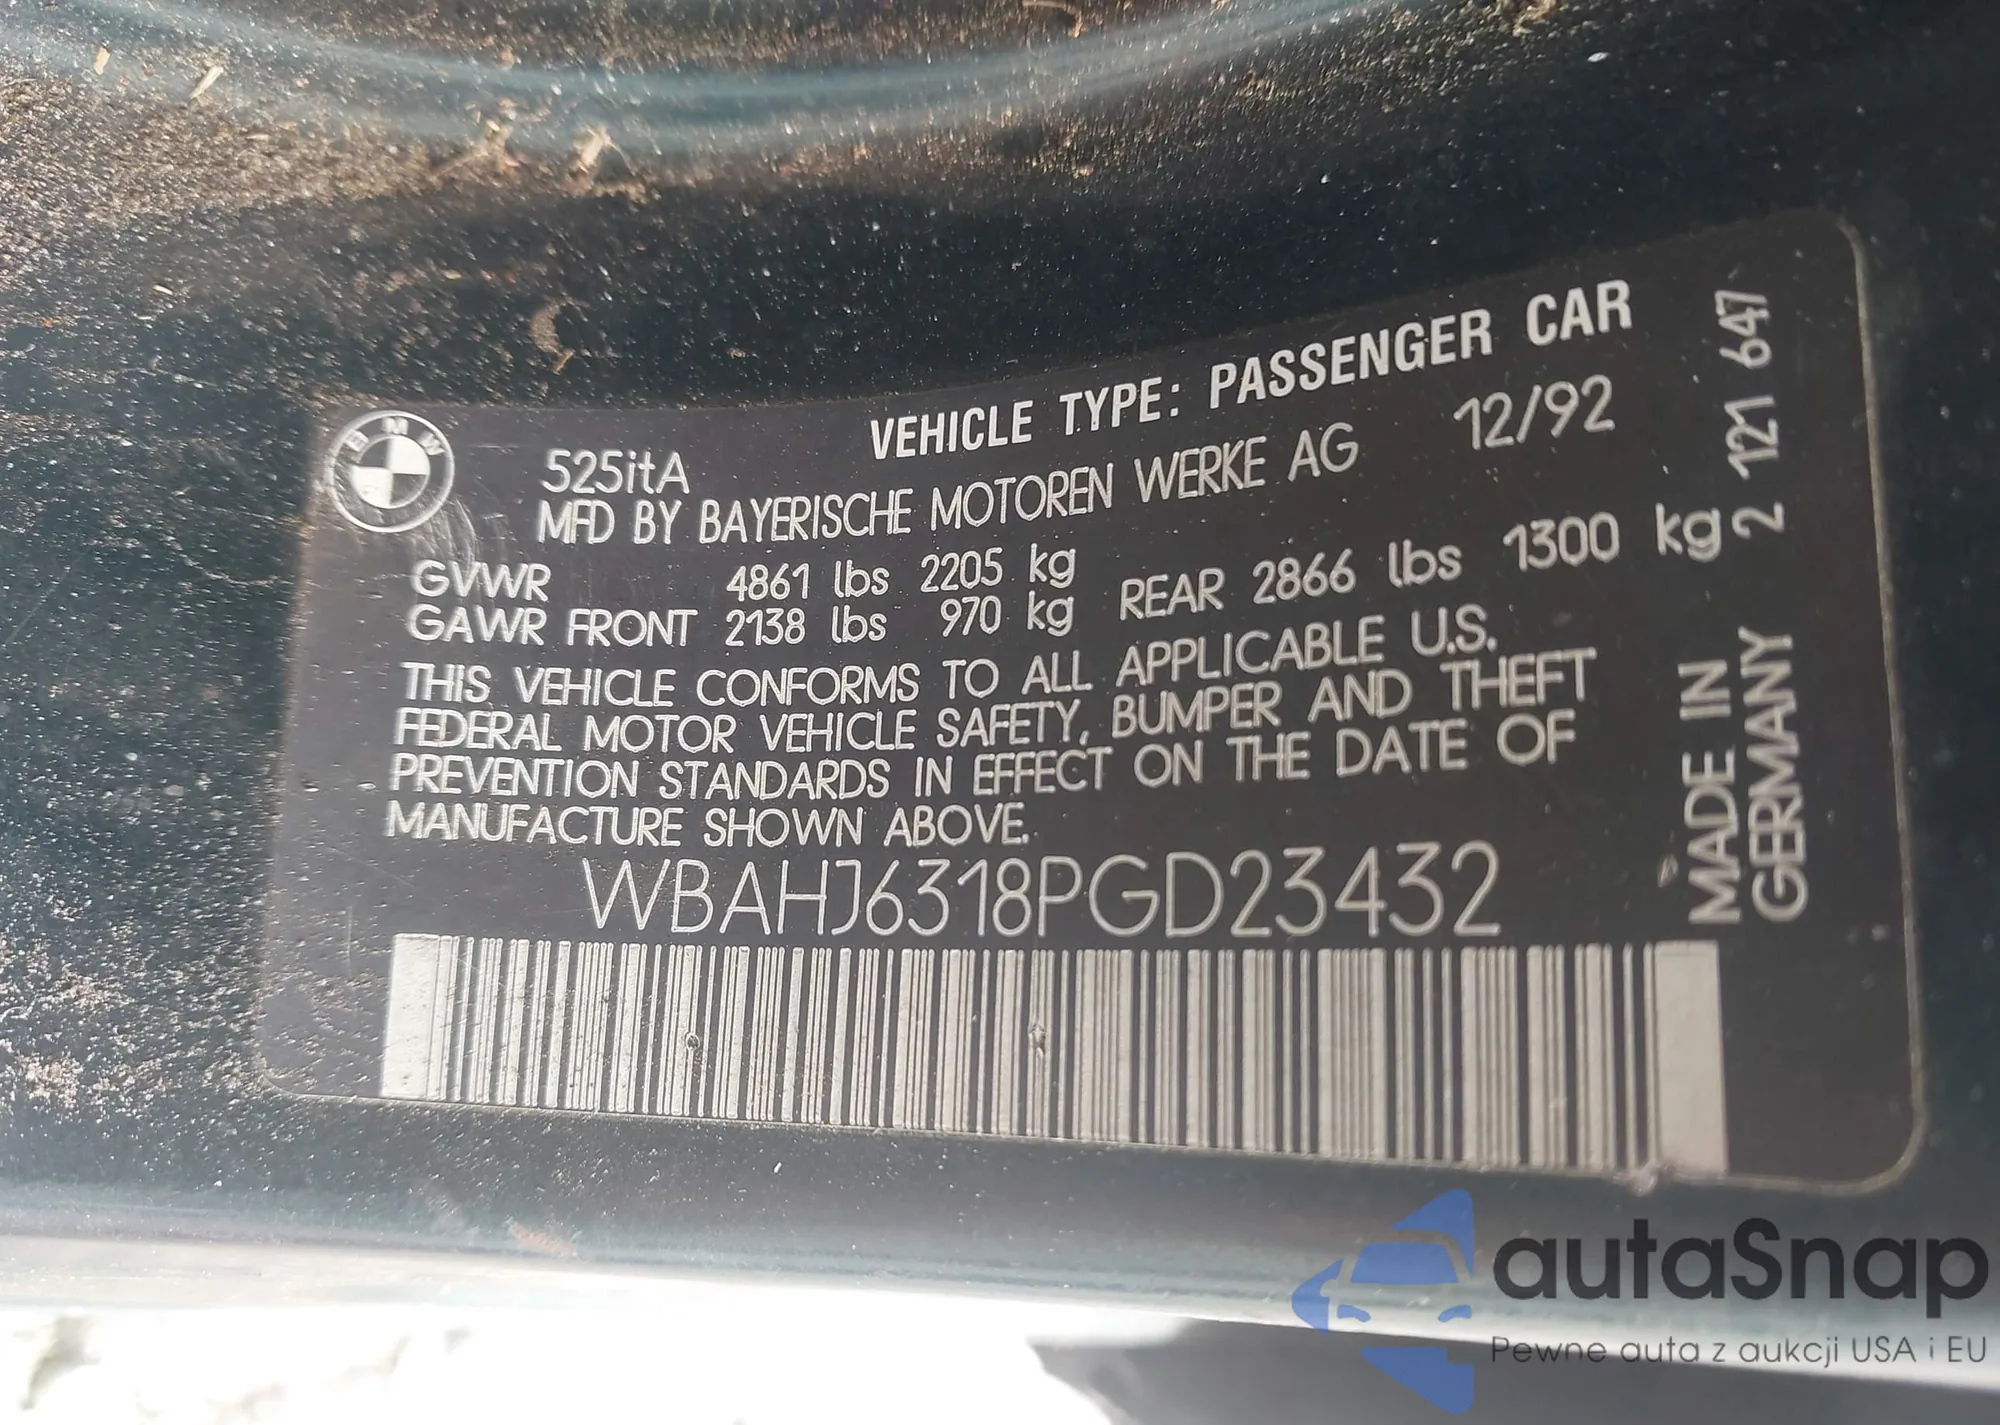 BMW
525itA
VEHICLE TYPE: PASSENGER CAR
MFD BY BAYERISCHE MOTOREN WERKE AG 12/92
GVWR 4861 lbs 2205 kg
GAWR FRONT 2138 lbs 970 kg REAR 2866 lbs 1300 kg
THIS VEHICLE CONFORMS TO ALL APPLICABLE U.S.
FEDERAL MOTOR VEHICLE SAFETY, BUMPER AND THEFT
PREVENTION STANDARDS IN EFFECT ON THE DATE OF
MANUFACTURE SHOWN ABOVE.
WBAHJ6318PGD23432
2 121 647
MADE IN
GERMANY
autaSnap
Pewne auta z aukcji USA i EU